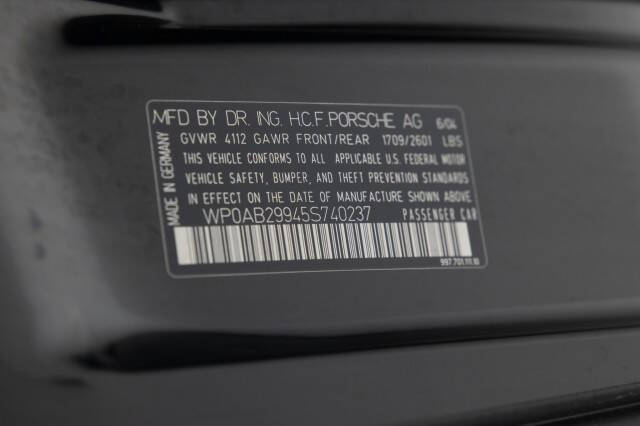 MFD BY DR. ING. H.C.F. PORSCHE AG 6/04
GVWR 4112 GAWR FRONT/REAR 1709/2601 LBS
THIS VEHICLE CONFORMS TO ALL APPLICABLE U.S. FEDERAL MOTOR
VEHICLE SAFETY, BUMPER, AND THEFT PREVENTION STANDARDS
IN EFFECT ON THE DATE OF MANUFACTURE SHOWN ABOVE.
WP0AB29945S740237 PASSENGER CAR
997.701.111.10
MADE IN GERMANY